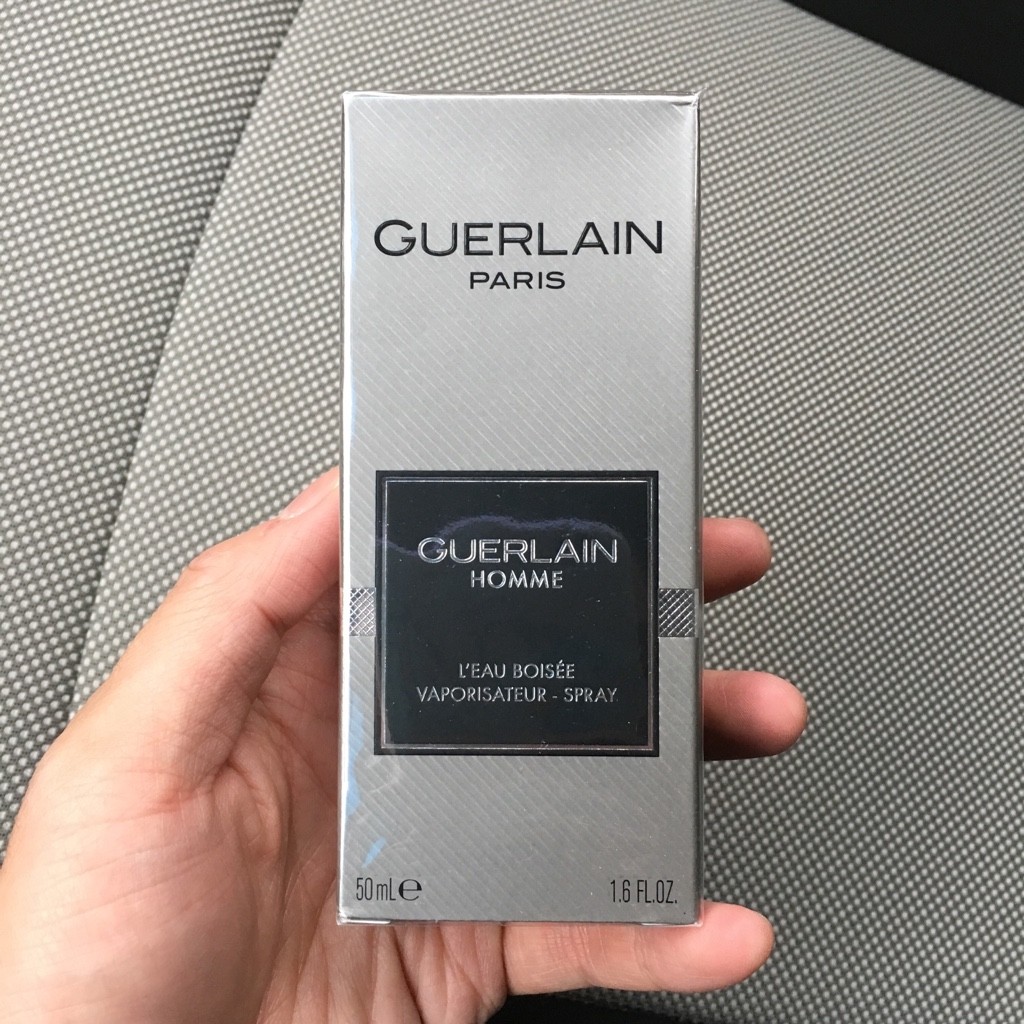 GUERLAIN
PARIS
GUERLAIN
HOMME
L'EAU BOISÉE
VAPORISATEUR - SPRAY
50 mL ℮
1.6 FL.OZ.